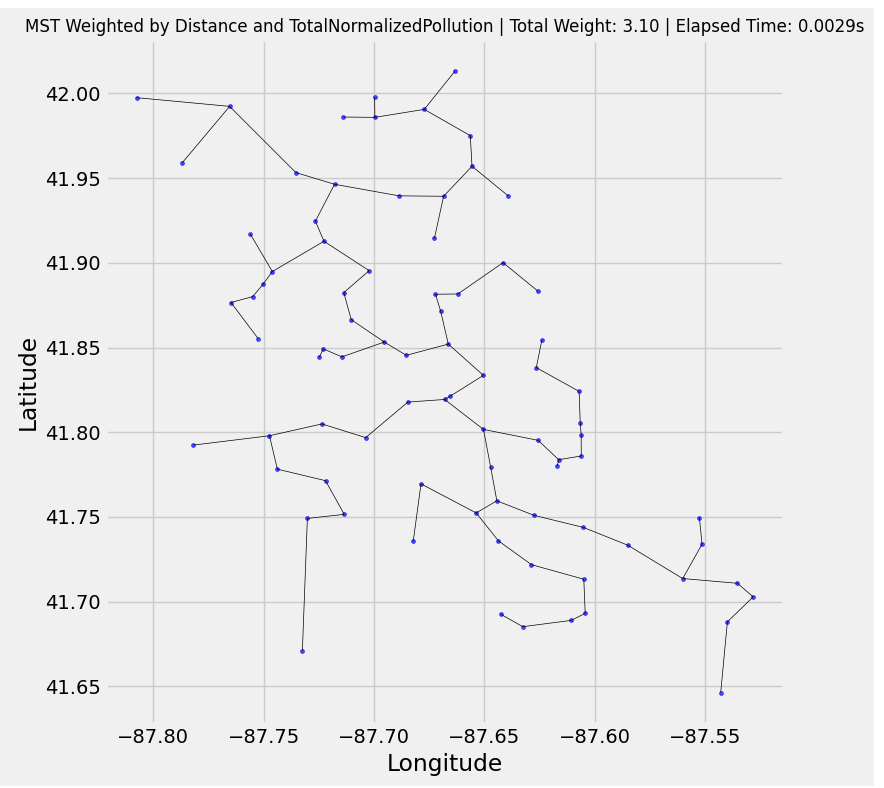 MST Weighted by Distance and TotalNormalizedPollution | Total Weight: 3.10 | Elapsed Time: 0.0029s
42.00
41.95
41.90
41.85
41.80
41.75
41.70
41.65
Latitude
−87.80 −87.75 −87.70 −87.65 −87.60 −87.55
Longitude